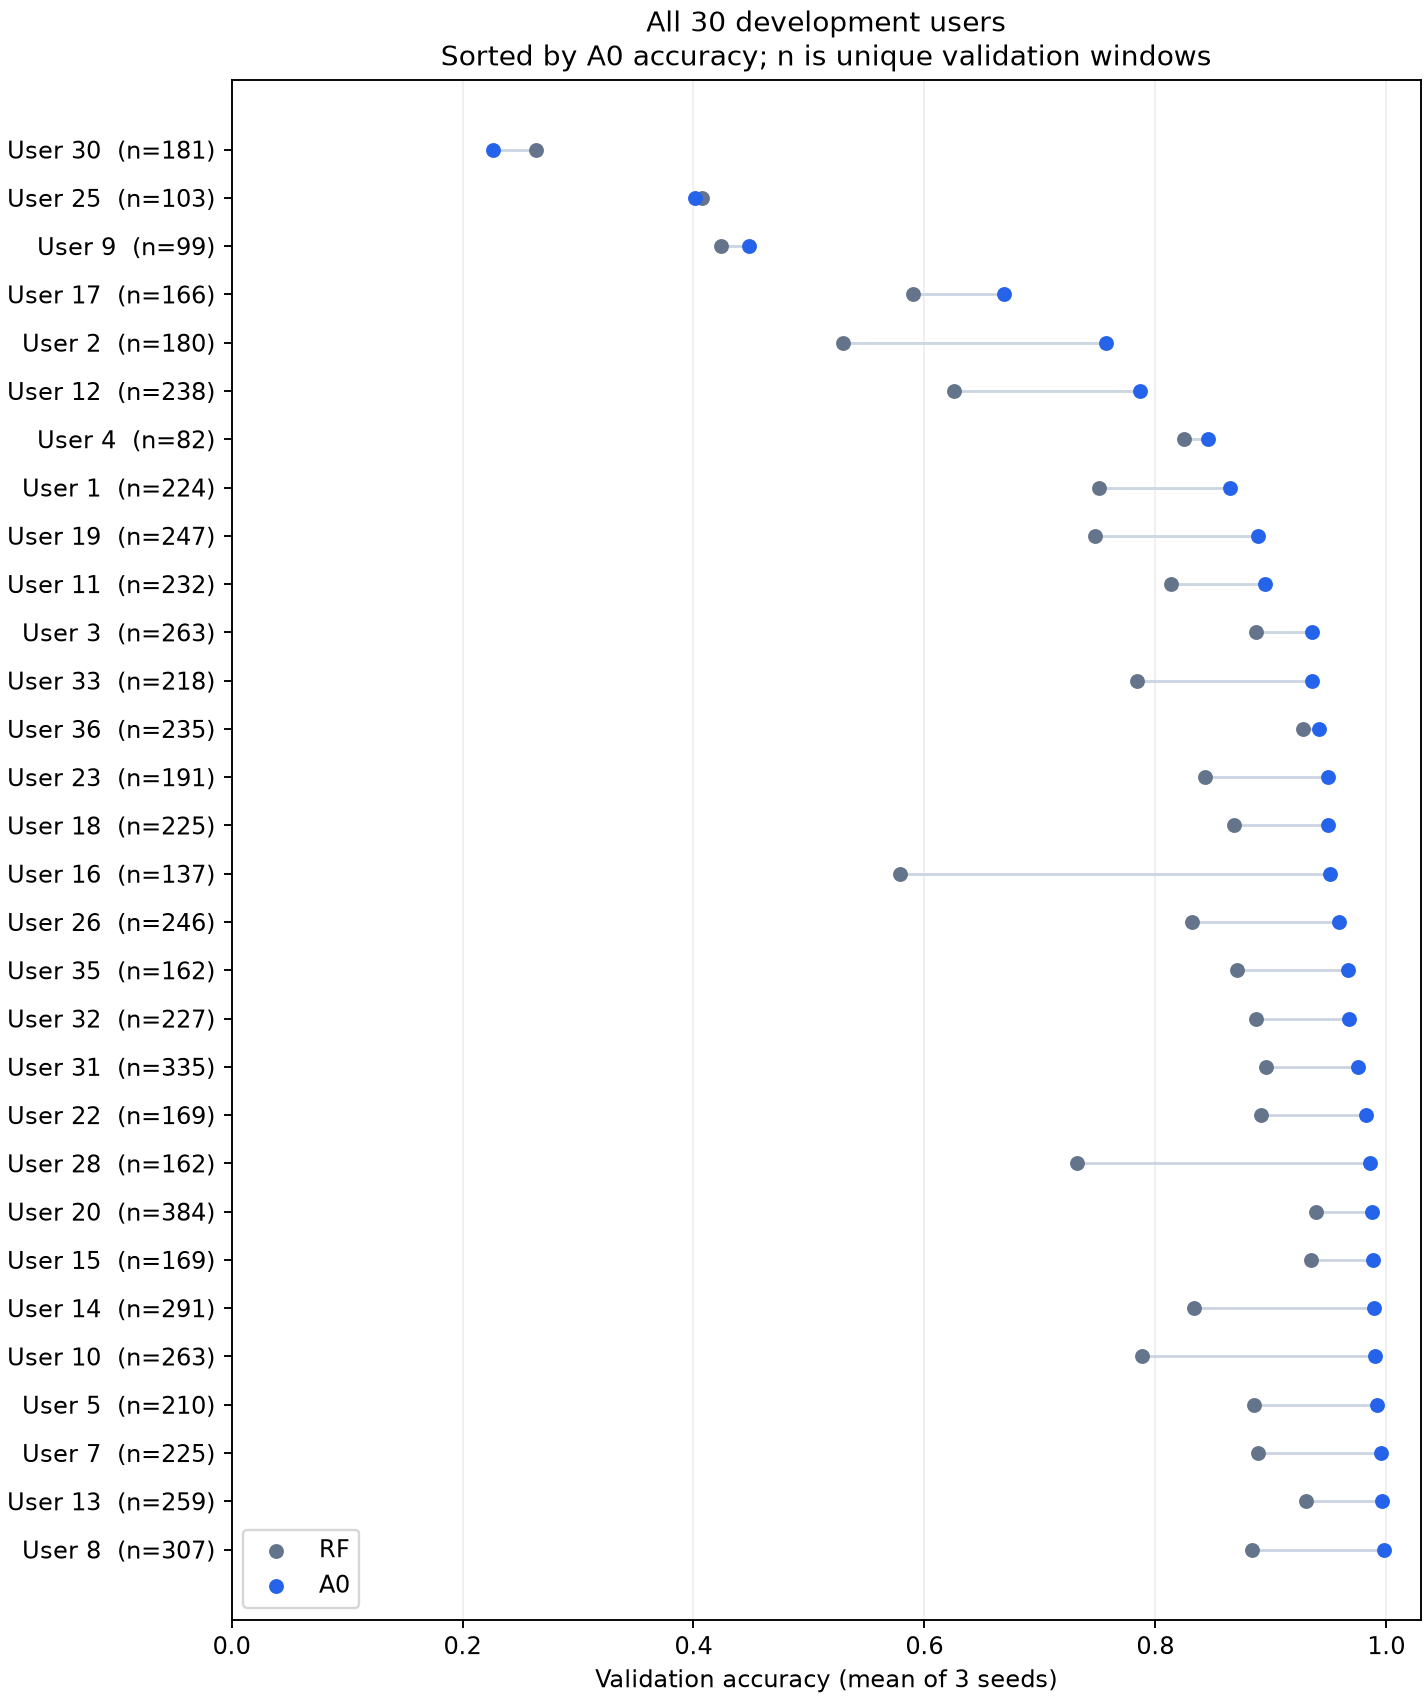 All 30 development users
Sorted by A0 accuracy; n is unique validation windows
User 30  (n=181)
User 25  (n=103)
User 9  (n=99)
User 17  (n=166)
User 2  (n=180)
User 12  (n=238)
User 4  (n=82)
User 1  (n=224)
User 19  (n=247)
User 11  (n=232)
User 3  (n=263)
User 33  (n=218)
User 36  (n=235)
User 23  (n=191)
User 18  (n=225)
User 16  (n=137)
User 26  (n=246)
User 35  (n=162)
User 32  (n=227)
User 31  (n=335)
User 22  (n=169)
User 28  (n=162)
User 20  (n=384)
User 15  (n=169)
User 14  (n=291)
User 10  (n=263)
User 5  (n=210)
User 7  (n=225)
User 13  (n=259)
User 8  (n=307)
RF
A0
0.0 0.2 0.4 0.6 0.8 1.0
Validation accuracy (mean of 3 seeds)